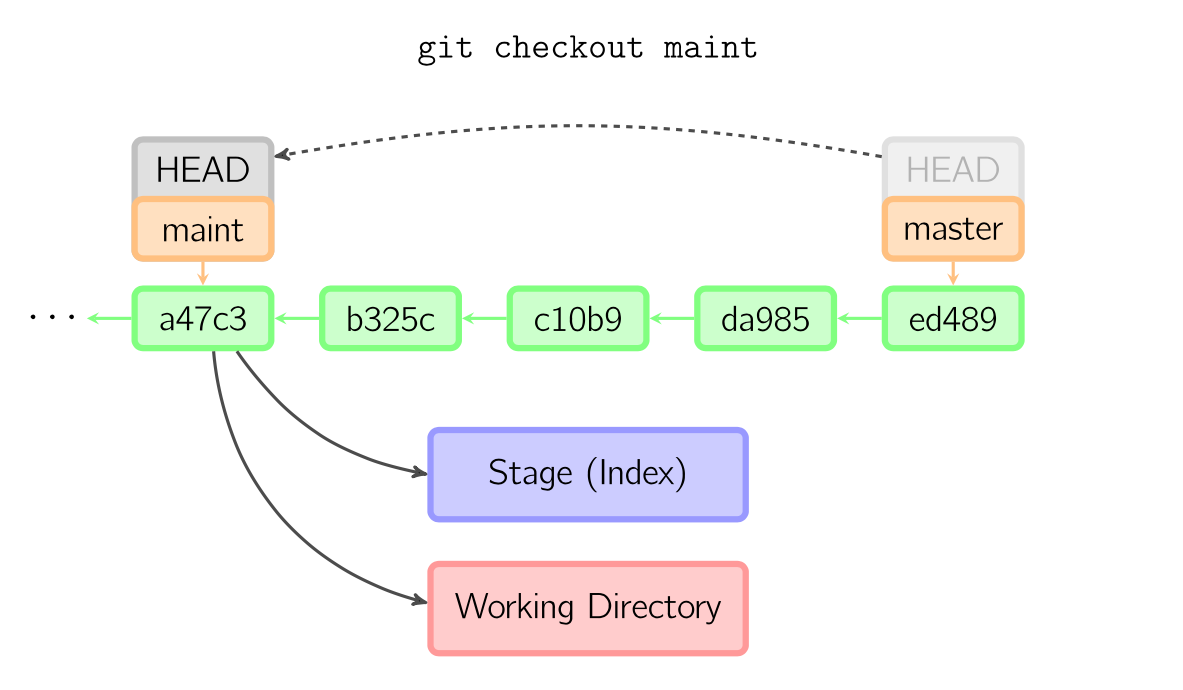 git checkout maint
HEAD HEAD
maint master
... a47c3 b325c c10b9 da985 ed489
Stage (Index)
Working Directory